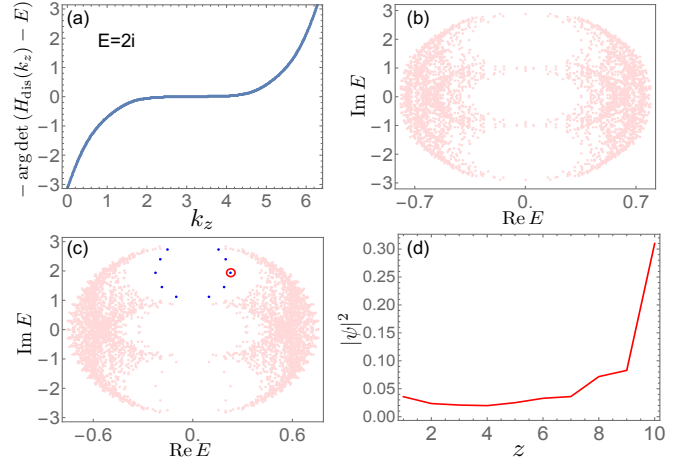 (a)
E=2i
− arg det (H_dis(k_z) − E)
3
2
1
0
−1
−2
−3
0 1 2 3 4 5 6
k_z
(b)
Im E
3
2
1
0
−1
−2
−3
−0.7 0. 0.7
Re E
(c)
Im E
3
2
1
0
−1
−2
−3
−0.6 0. 0.6
Re E
(d)
|ψ|²
0.30
0.25
0.20
0.15
0.10
0.05
0.00
2 4 6 8 10
z